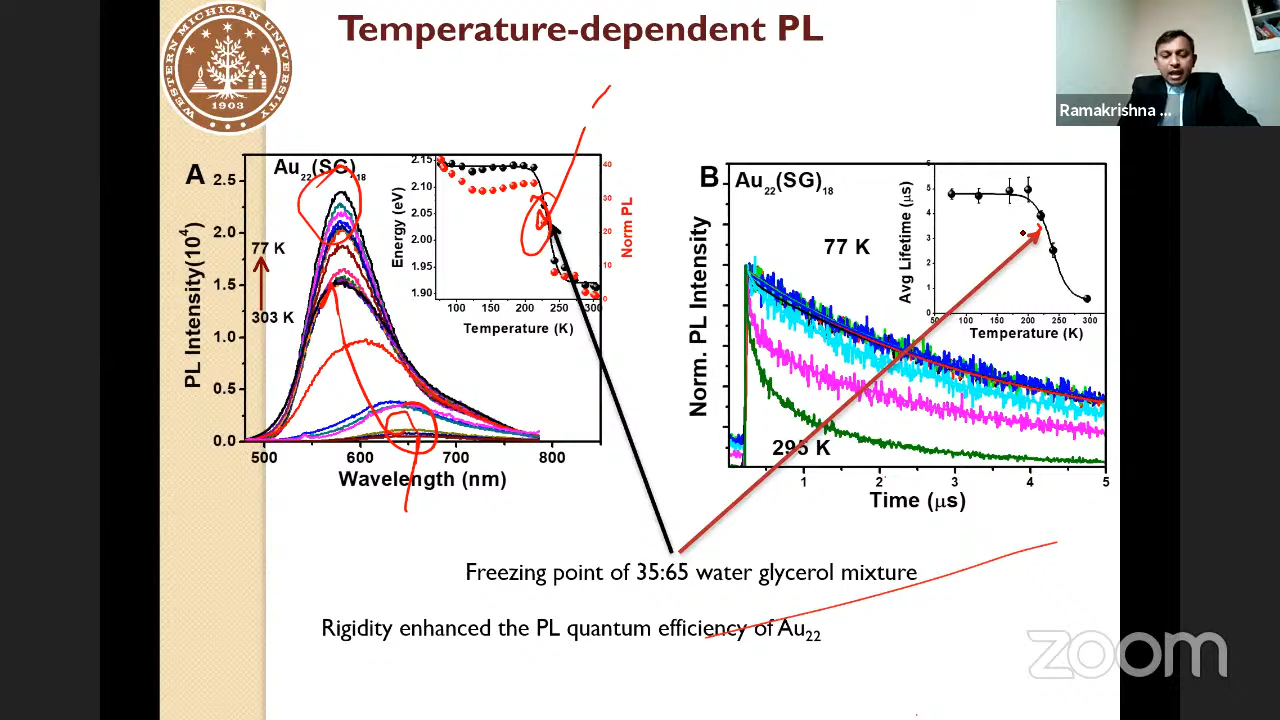 Temperature-dependent PL
WESTERN MICHIGAN UNIVERSITY
1903
Ramakrishna ...
A
Au22(SG)18
PL Intensity(10^4)
2.5
2.0
1.5
1.0
0.5
0.0
77 K
303 K
500 600 700 800
Wavelength (nm)
Energy (eV)
2.15
2.10
2.05
2.00
1.95
1.90
40
30
20
10
0
Norm PL
100 150 200 250 300
Temperature (K)
B
Au22(SG)18
Norm. PL Intensity
77 K
295 K
1 2 3 4 5
Time (μs)
Avg Lifetime (μs)
5
4
3
2
1
0
50 100 150 200 250 300
Temperature (K)
Freezing point of 35:65 water glycerol mixture
Rigidity enhanced the PL quantum efficiency of Au22
zoom